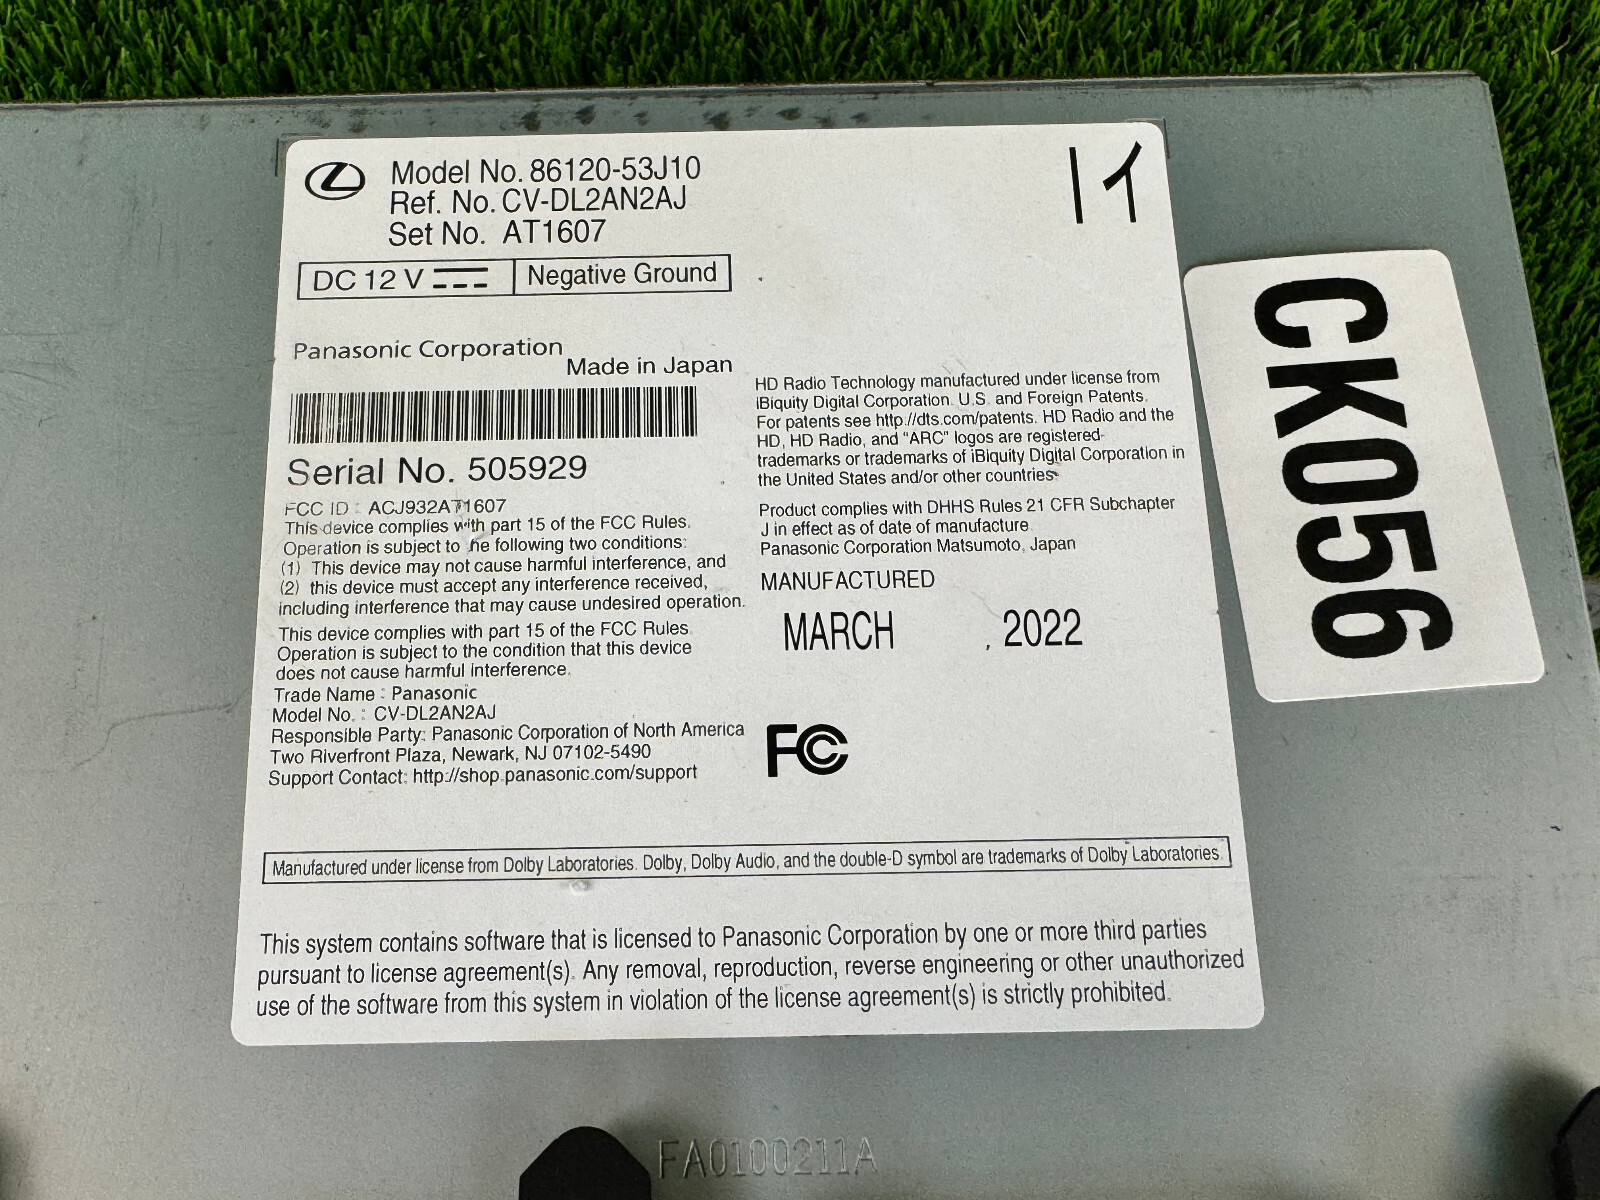 Model No. 86120-53J10
Ref. No. CV-DL2AN2AJ
Set No. AT1607
DC 12 V
Negative Ground
Panasonic Corporation
Made in Japan
Serial No. 505929
FCC ID : ACJ932AT1607
This device complies with part 15 of the FCC Rules.
Operation is subject to he following two conditions:
(1) This device may not cause harmful interference, and
(2) this device must accept any interference received,
including interference that may cause undesired operation.
This device complies with part 15 of the FCC Rules
Operation is subject to the condition that this device
does not cause harmful interference.
Trade Name : Panasonic
Model No. : CV-DL2AN2AJ
Responsible Party: Panasonic Corporation of North America
Two Riverfront Plaza, Newark, NJ 07102-5490
Support Contact: http://shop.panasonic.com/support
HD Radio Technology manufactured under license from
iBiquity Digital Corporation. U.S. and Foreign Patents.
For patents see http://dts.com/patents. HD Radio and the
HD, HD Radio, and "ARC" logos are registered
trademarks or trademarks of iBiquity Digital Corporation in
the United States and/or other countries.
Product complies with DHHS Rules 21 CFR Subchapter
J in effect as of date of manufacture.
Panasonic Corporation Matsumoto, Japan
MANUFACTURED
MARCH , 2022
FC
Manufactured under license from Dolby Laboratories. Dolby, Dolby Audio, and the double-D symbol are trademarks of Dolby Laboratories.
This system contains software that is licensed to Panasonic Corporation by one or more third parties
pursuant to license agreement(s). Any removal, reproduction, reverse engineering or other unauthorized
use of the software from this system in violation of the license agreement(s) is strictly prohibited.
CK056
FA0100211A